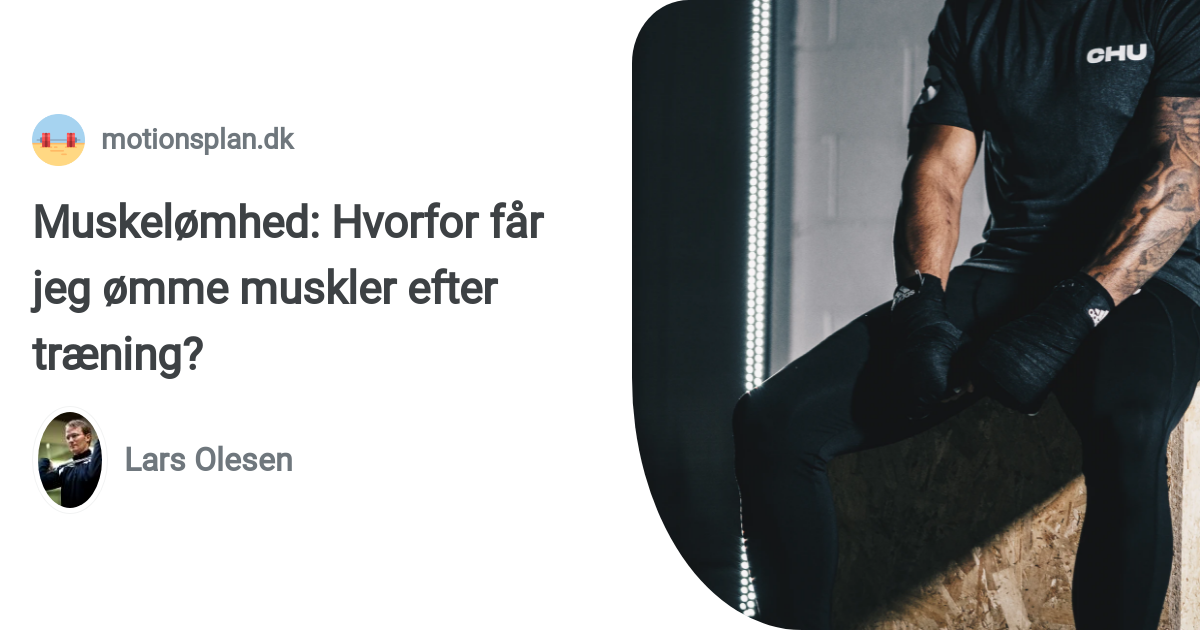 motionsplan.dk
Muskelømhed: Hvorfor får
jeg ømme muskler efter
træning?
Lars Olesen
CHU